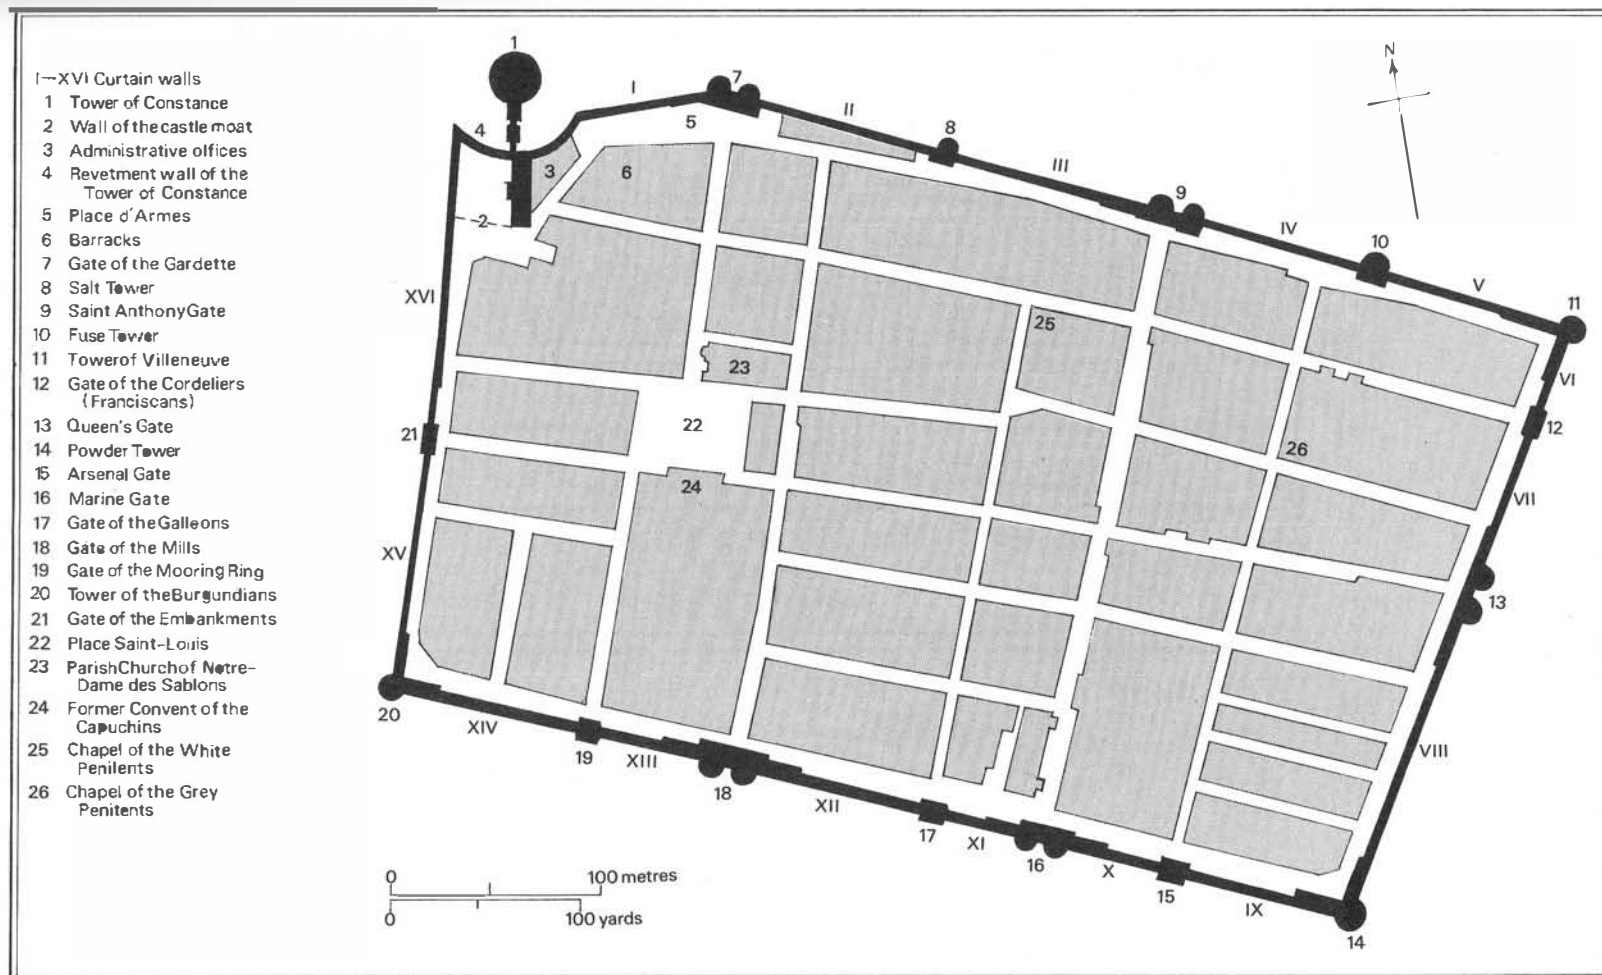 I–XVI Curtain walls
1 Tower of Constance
2 Wall of the castle moat
3 Administrative offices
4 Revetment wall of the
Tower of Constance
5 Place d'Armes
6 Barracks
7 Gate of the Gardette
8 Salt Tower
9 Saint Anthony Gate
10 Fuse Tower
11 Tower of Villeneuve
12 Gate of the Cordeliers
(Franciscans)
13 Queen's Gate
14 Powder Tower
15 Arsenal Gate
16 Marine Gate
17 Gate of the Galleons
18 Gate of the Mills
19 Gate of the Mooring Ring
20 Tower of the Burgundians
21 Gate of the Embankments
22 Place Saint-Louis
23 Parish Church of Notre-
Dame des Sablons
24 Former Convent of the
Capuchins
25 Chapel of the White
Penilents
26 Chapel of the Grey
Penitents
1
N
7
I
II
5
4
8
III
3
6
9
2
IV
10
V
11
XVI
25
VI
23
12
22
21
26
24
VII
XV
13
20
XIV
VIII
19
XIII
18
XII
17
XI
16
X
15
IX
14
0 100 metres
0 100 yards